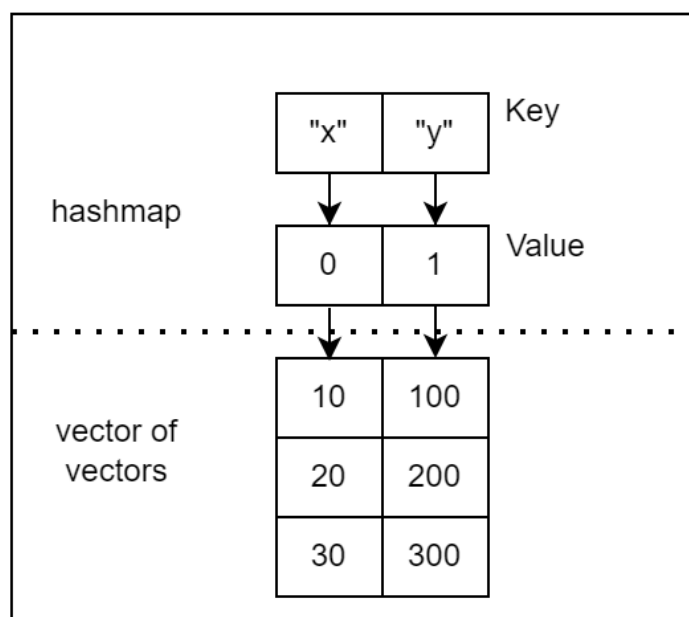 "x" "y" Key
hashmap
0 1 Value
10 100
vector of
vectors
20 200
30 300